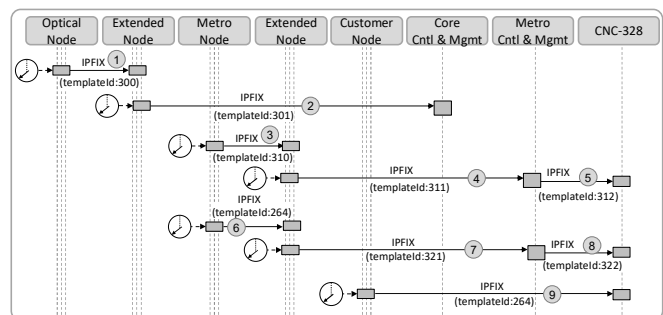 Optical Node
Extended Node
Metro Node
Extended Node
Customer Node
Core Cntl & Mgmt
Metro Cntl & Mgmt
CNC-328
IPFIX 1
(templateId:300)
IPFIX 2
(templateId:301)
IPFIX 3
(templateId:310)
IPFIX 4
(templateId:311)
IPFIX 5
(templateId:312)
IPFIX
(templateId:264)
6
IPFIX 7
(templateId:321)
IPFIX 8
(templateId:322)
IPFIX 9
(templateId:264)